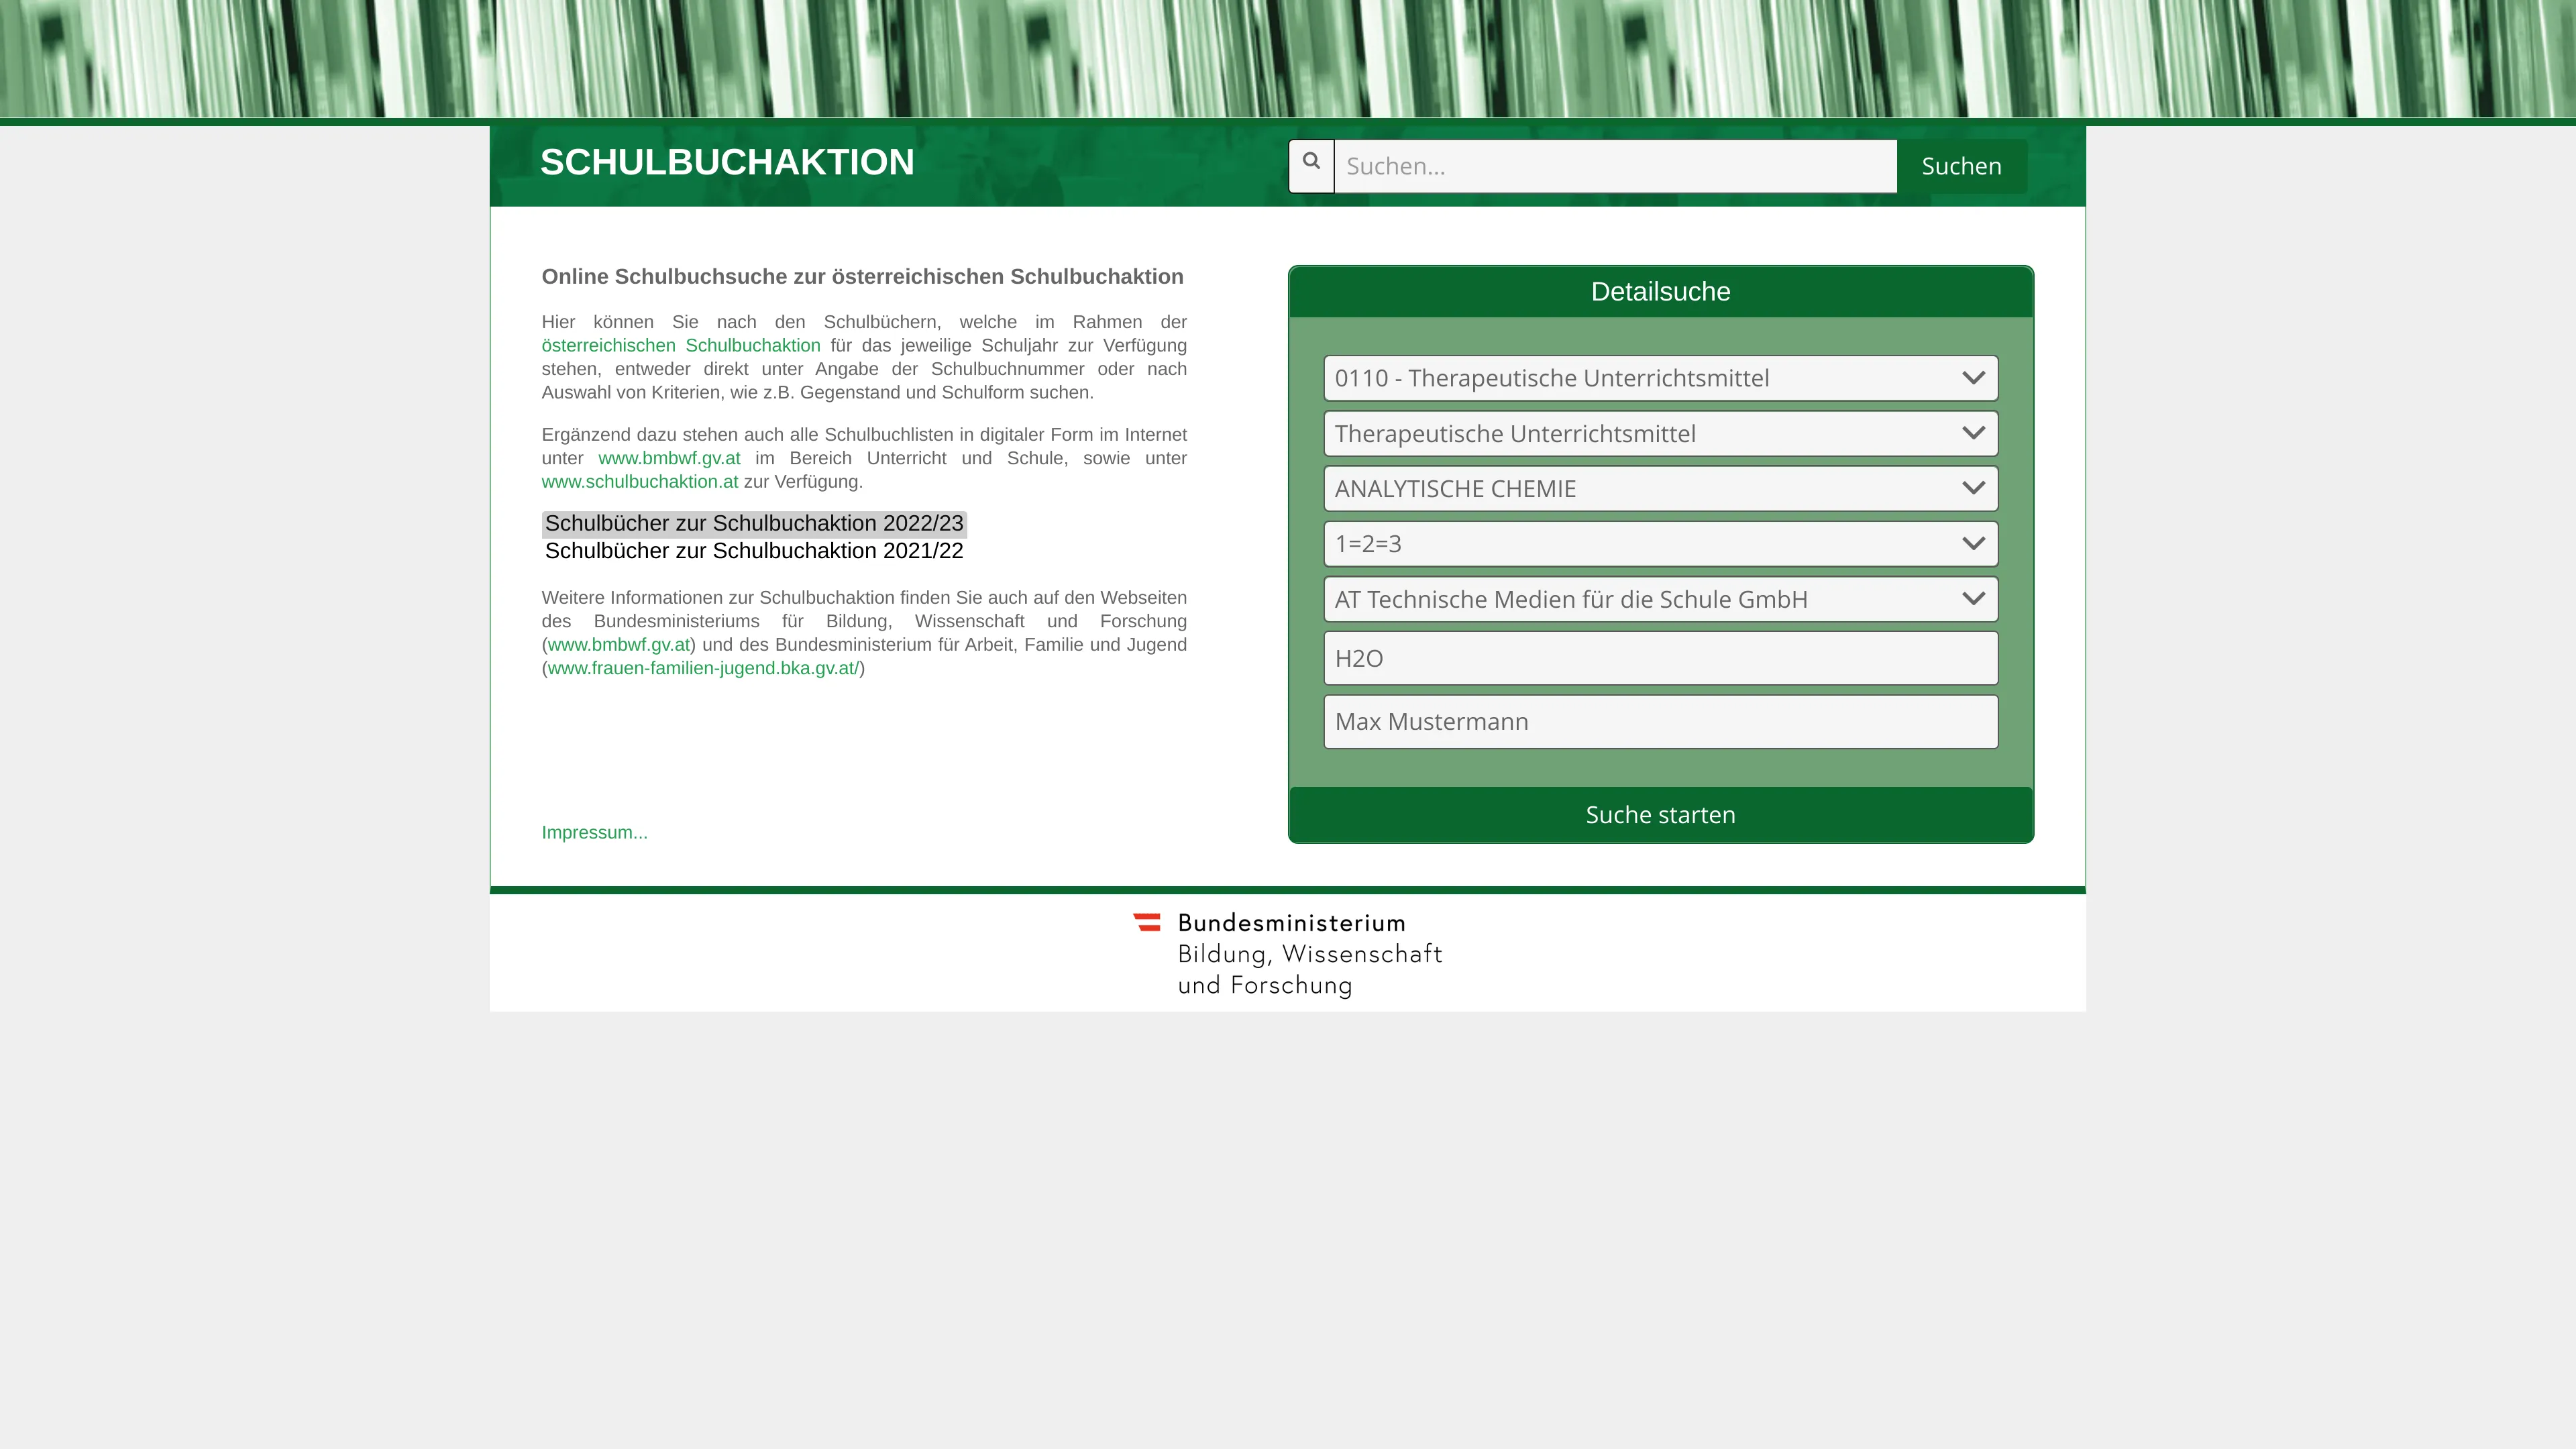 SCHULBUCHAKTION
Suchen...
Suchen
Online Schulbuchsuche zur österreichischen Schulbuchaktion
Hier können Sie nach den Schulbüchern, welche im Rahmen der
österreichischen Schulbuchaktion für das jeweilige Schuljahr zur Verfügung
stehen, entweder direkt unter Angabe der Schulbuchnummer oder nach
Auswahl von Kriterien, wie z.B. Gegenstand und Schulform suchen.
Ergänzend dazu stehen auch alle Schulbuchlisten in digitaler Form im Internet
unter www.bmbwf.gv.at im Bereich Unterricht und Schule, sowie unter
www.schulbuchaktion.at zur Verfügung.
Schulbücher zur Schulbuchaktion 2022/23
Schulbücher zur Schulbuchaktion 2021/22
Weitere Informationen zur Schulbuchaktion finden Sie auch auf den Webseiten
des Bundesministeriums für Bildung, Wissenschaft und Forschung
(www.bmbwf.gv.at) und des Bundesministerium für Arbeit, Familie und Jugend
(www.frauen-familien-jugend.bka.gv.at/)
Impressum...
Detailsuche
0110 - Therapeutische Unterrichtsmittel
Therapeutische Unterrichtsmittel
ANALYTISCHE CHEMIE
1=2=3
AT Technische Medien für die Schule GmbH
H2O
Max Mustermann
Suche starten
Bundesministerium
Bildung, Wissenschaft
und Forschung